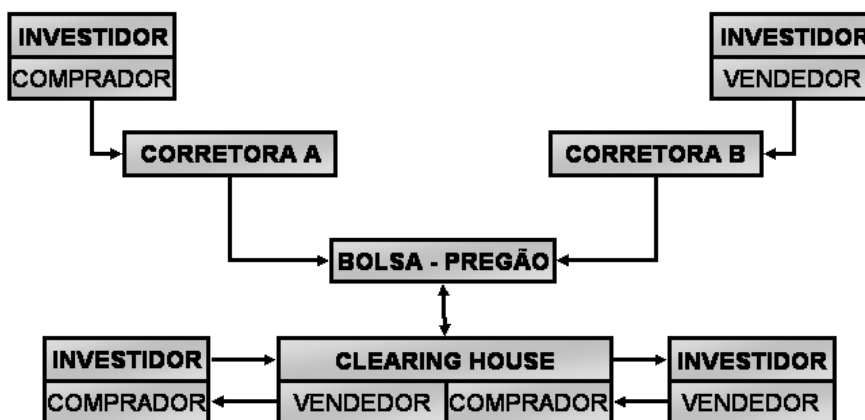 INVESTIDOR
COMPRADOR
INVESTIDOR
VENDEDOR
CORRETORA A
CORRETORA B
BOLSA - PREGÃO
INVESTIDOR
COMPRADOR
CLEARING HOUSE
VENDEDOR
COMPRADOR
INVESTIDOR
VENDEDOR